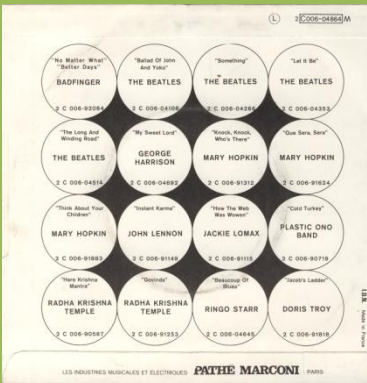 Ⓛ 2 C006-04664 M
"No Matter What"
"Better Days"
BADFINGER
2 C 006-92064
"Ballad Of John
And Yoko"
THE BEATLES
2 C 006-04108
"Something"
THE BEATLES
2 C 006-04266
"Let It Be"
THE BEATLES
2 C 006-04353
"The Long And
Winding Road"
THE BEATLES
2 C 006-04514
"My Sweet Lord"
GEORGE
HARRISON
2 C 006-04692
"Knock, Knock,
Who's There"
MARY HOPKIN
2 C 006-91312
"Que Sera, Sera"
MARY HOPKIN
2 C 006-91624
"Think About Your
Children"
MARY HOPKIN
2 C 006-91883
"Instant Karma"
JOHN LENNON
2 C 006-91149
"How The Web
Was Woven"
JACKIE LOMAX
2 C 006-91115
"Cold Turkey"
PLASTIC ONO
BAND
2 C 006-90719
"Hare Krishna
Mantra"
RADHA KRISHNA
TEMPLE
2 C 006-90587
"Govinda"
RADHA KRISHNA
TEMPLE
2 C 006-91253
"Beaucoup Of
Blues"
RINGO STARR
2 C 006-04645
"Jacob's Ladder"
DORIS TROY
2 C 006-91818
Made in France
LES INDUSTRIES MUSICALES ET ELECTRIQUES PATHE MARCONI PARIS